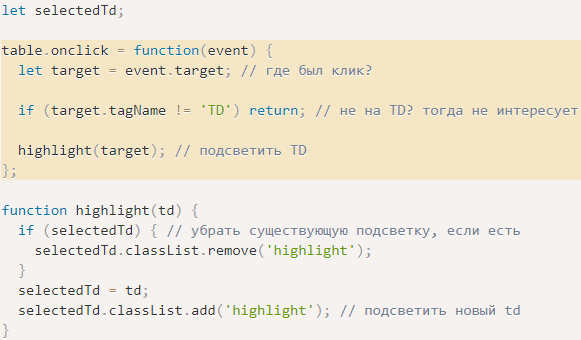 let selectedTd;
table.onclick = function(event) {
let target = event.target; // где был клик?
if (target.tagName != 'TD') return; // не на TD? тогда не интересует
highlight(target); // подсветить TD
};
function highlight(td) {
if (selectedTd) { // убрать существующую подсветку, если есть
selectedTd.classList.remove('highlight');
}
selectedTd = td;
selectedTd.classList.add('highlight'); // подсветить новый td
}